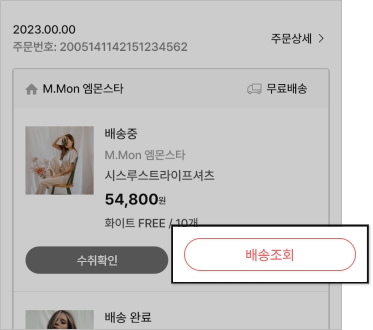 2023.00.00
주문번호: 2005141142151234562
주문상세 >
M.Mon 엠몬스타
무료배송
배송중
M.Mon 엠몬스타
시스루스트라이프셔츠
54,800원
화이트 FREE / 10개
수취확인
배송조회
배송 완료